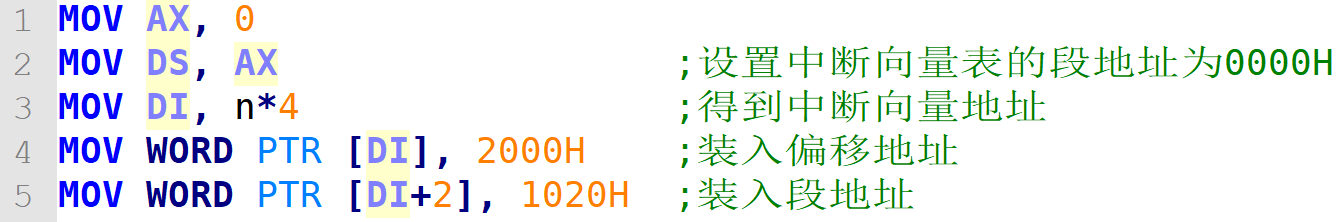 1 MOV AX, 0
2 MOV DS, AX ;设置中断向量表的段地址为0000H
3 MOV DI, n*4 ;得到中断向量地址
4 MOV WORD PTR [DI], 2000H ;装入偏移地址
5 MOV WORD PTR [DI+2], 1020H ;装入段地址